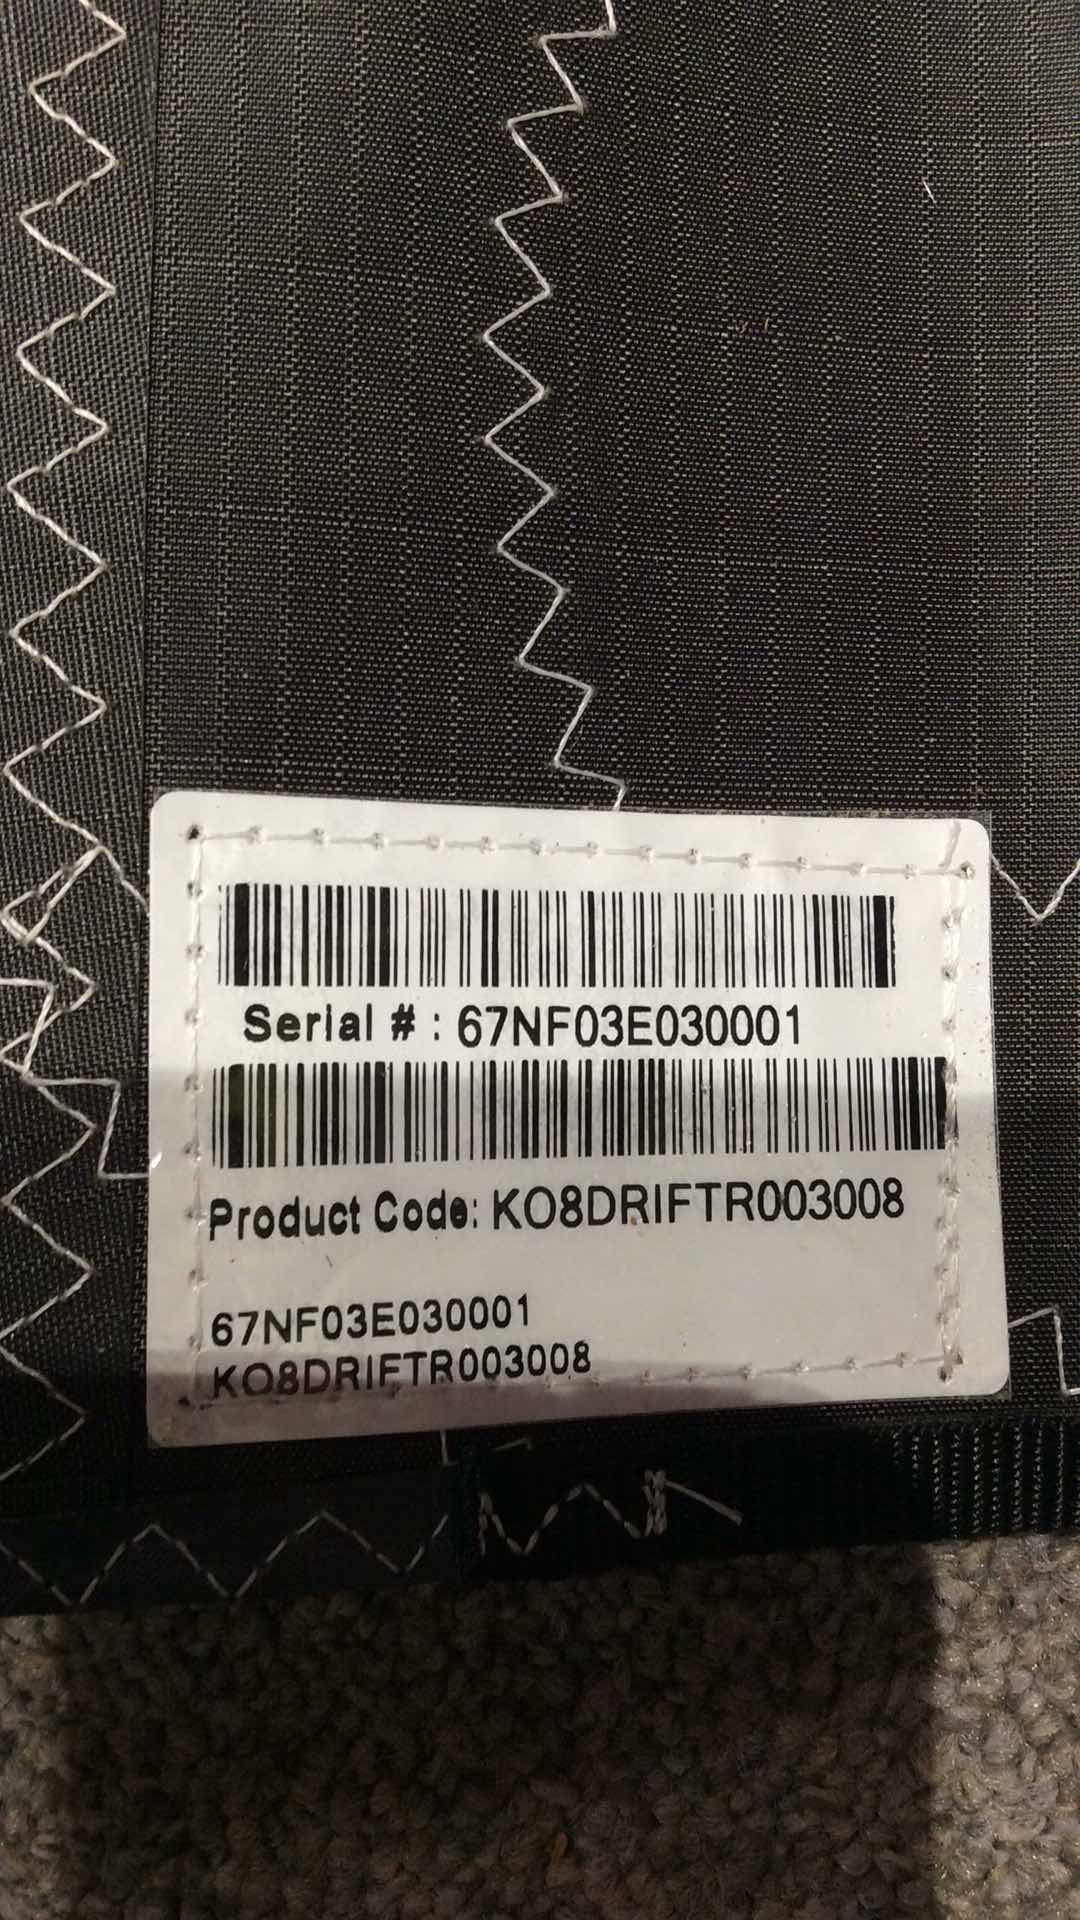 Serial # : 67NF03E030001
Product Code: KO8DRIFTR003008
67NF03E030001
KO8DRIFTR003008